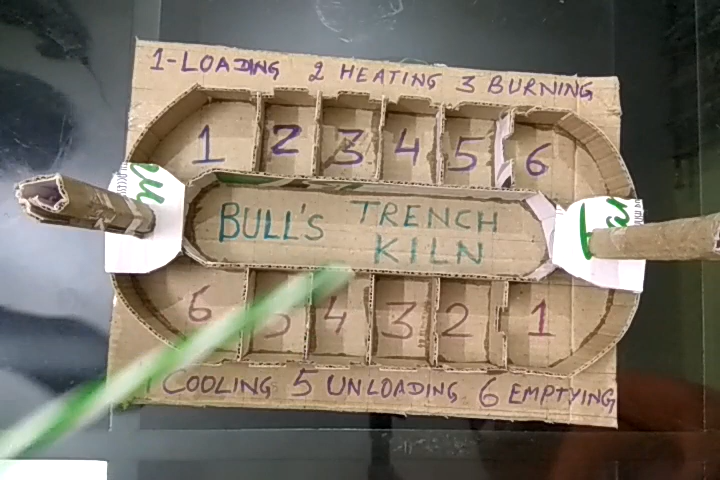 1-LOADING 2 HEATING 3 BURNING
1 2 3 4 5 6
BULL'S TRENCH
KILN
6 5 4 3 2 1
COOLING 5 UNLOADING 6 EMPTYING